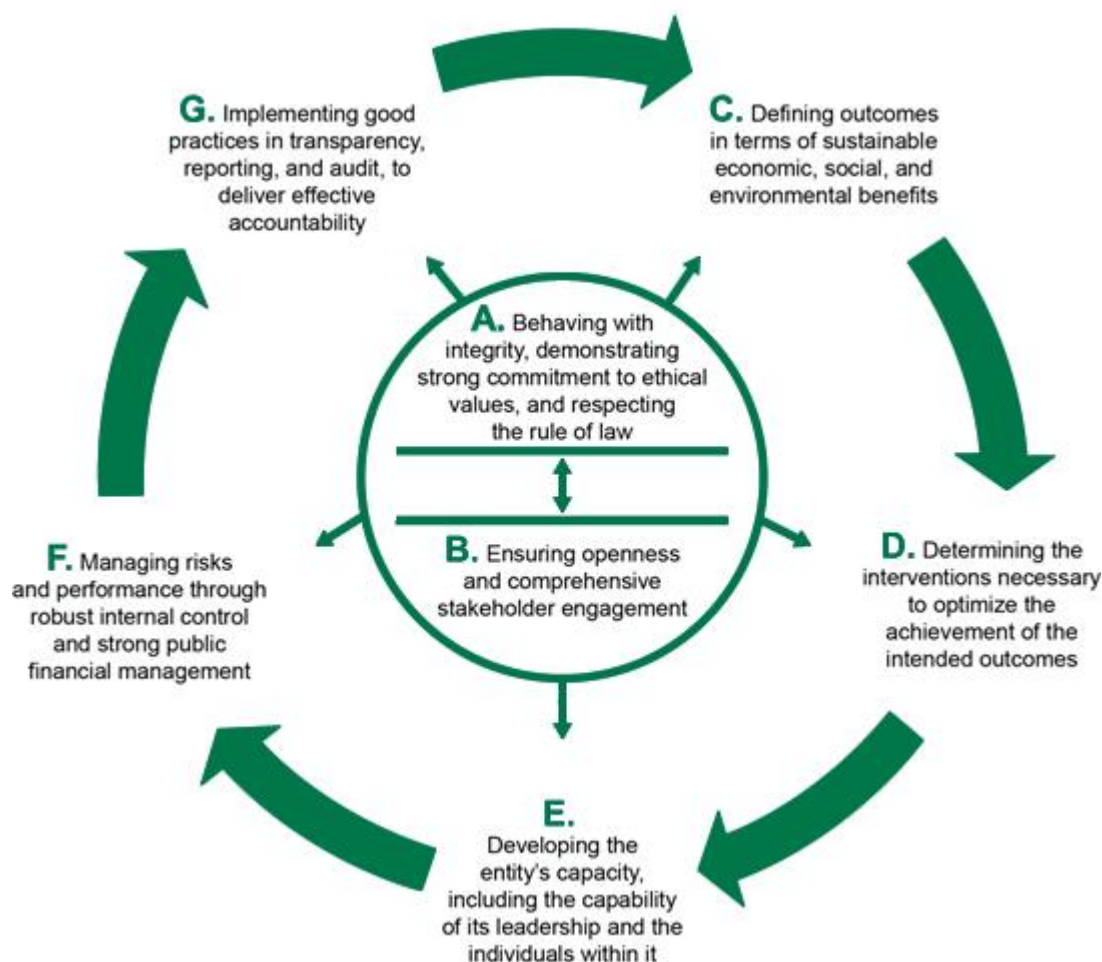 G. Implementing good
practices in transparency,
reporting, and audit, to
deliver effective
accountability
C. Defining outcomes
in terms of sustainable
economic, social, and
environmental benefits
A. Behaving with
integrity, demonstrating
strong commitment to ethical
values, and respecting
the rule of law
B. Ensuring openness
and comprehensive
stakeholder engagement
D. Determining the
interventions necessary
to optimize the
achievement of the
intended outcomes
E.
Developing the
entity's capacity,
including the capability
of its leadership and the
individuals within it
F. Managing risks
and performance through
robust internal control
and strong public
financial management